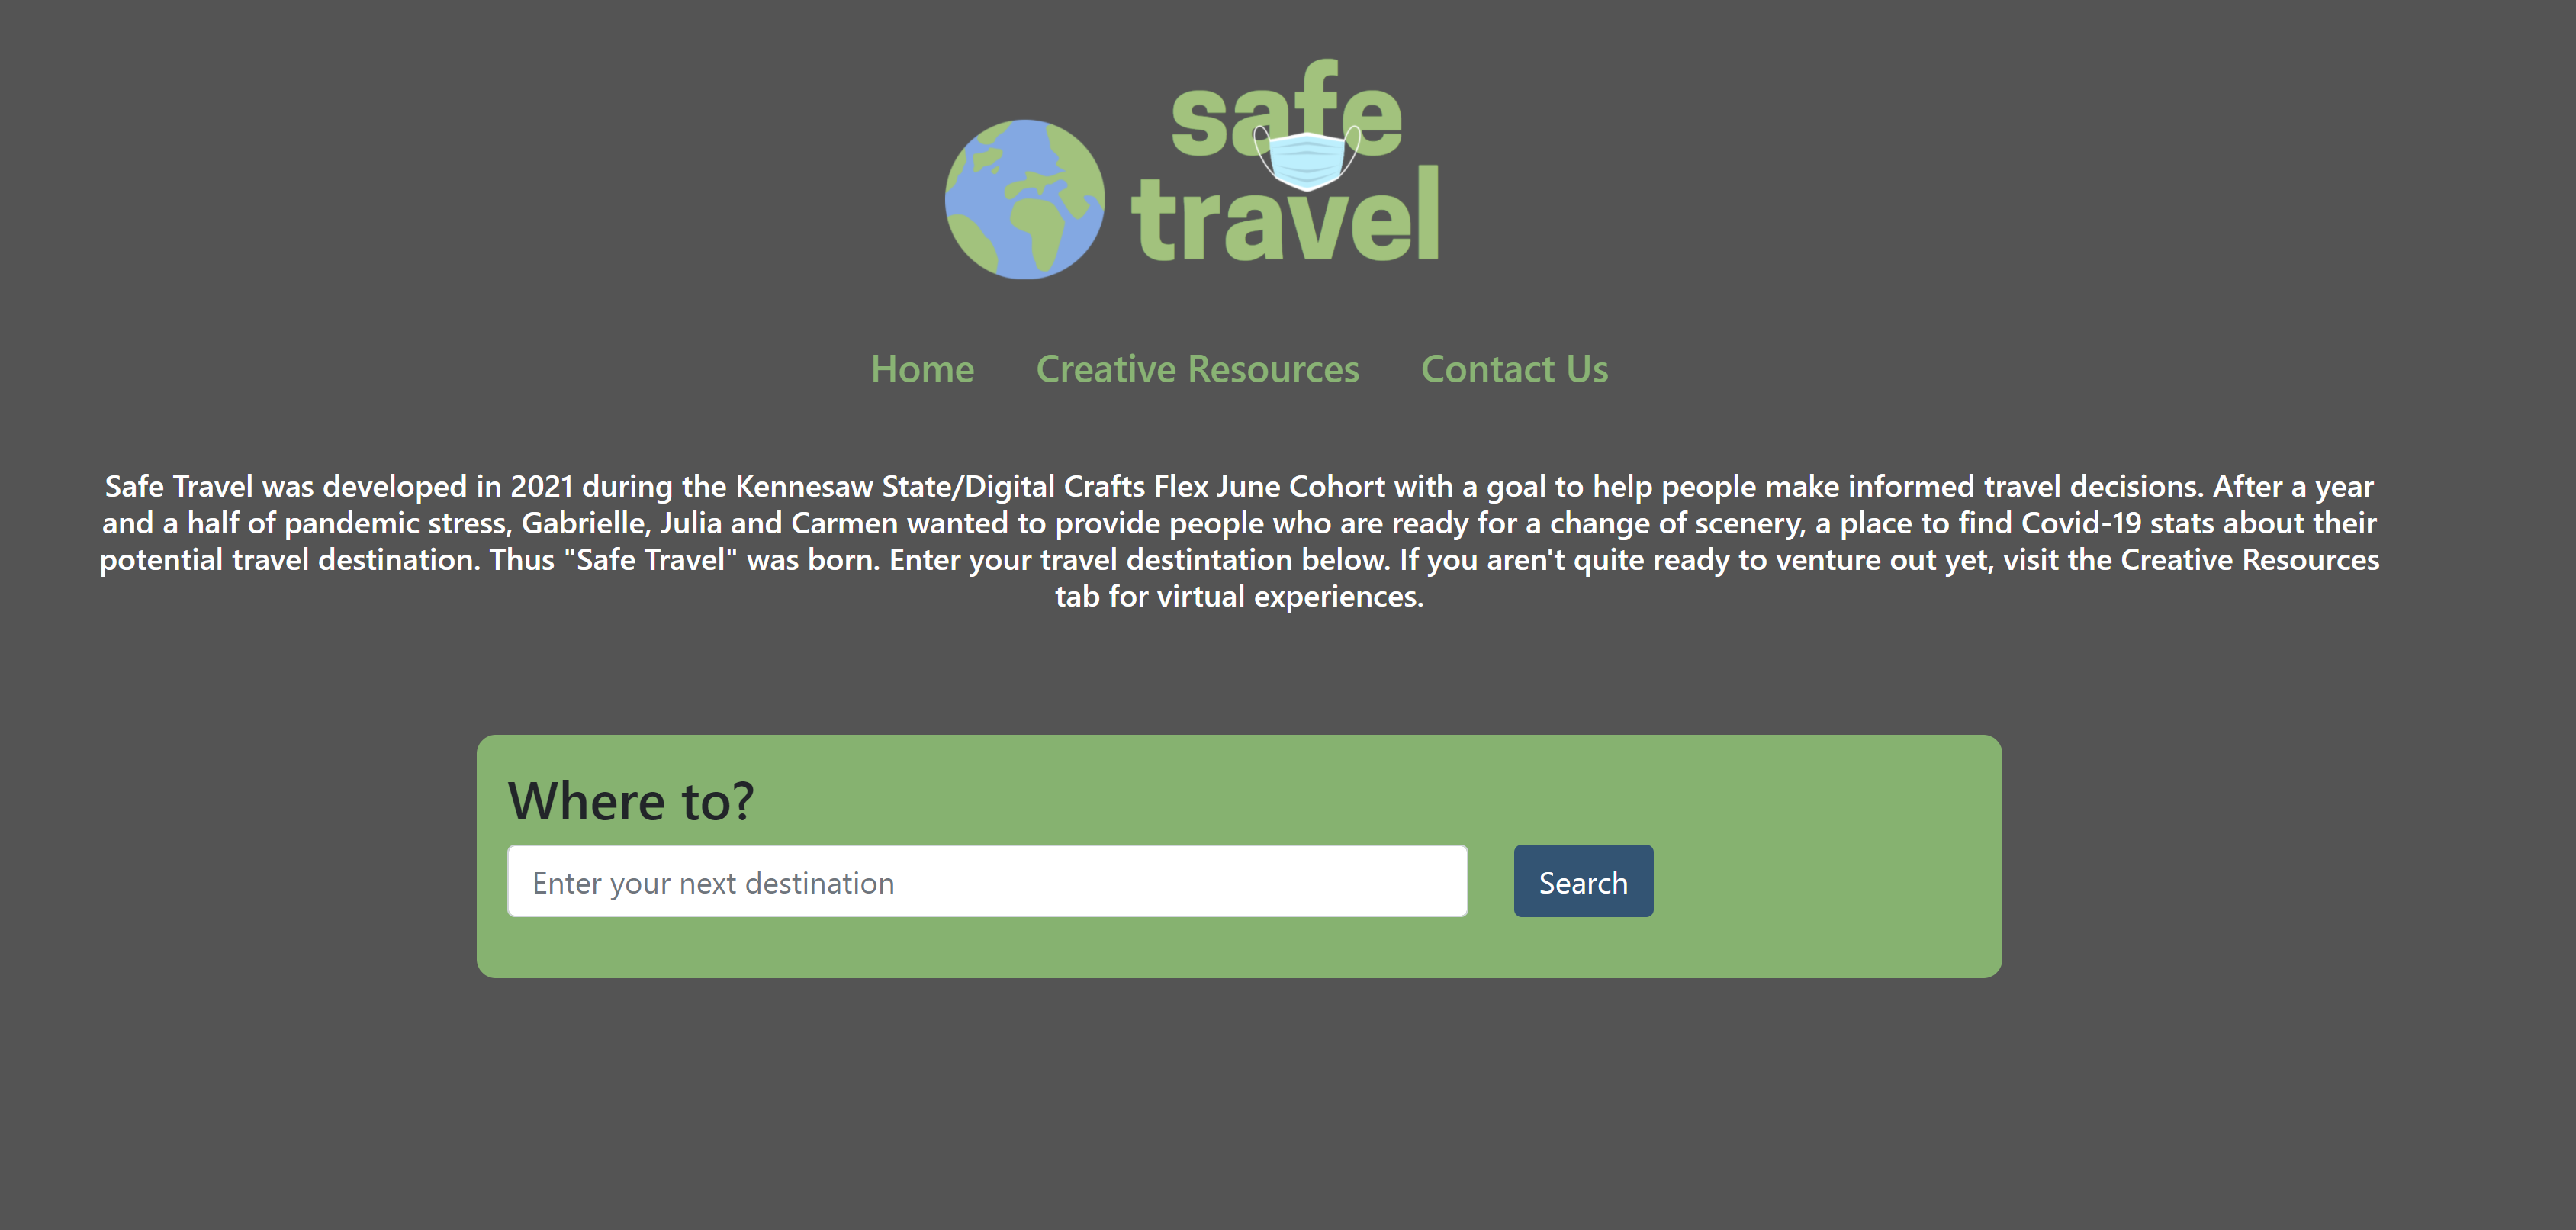 safe
travel
Home Creative Resources Contact Us
Safe Travel was developed in 2021 during the Kennesaw State/Digital Crafts Flex June Cohort with a goal to help people make informed travel decisions. After a year
and a half of pandemic stress, Gabrielle, Julia and Carmen wanted to provide people who are ready for a change of scenery, a place to find Covid-19 stats about their
potential travel destination. Thus "Safe Travel" was born. Enter your travel destintation below. If you aren't quite ready to venture out yet, visit the Creative Resources
tab for virtual experiences.
Where to?
Enter your next destination Search